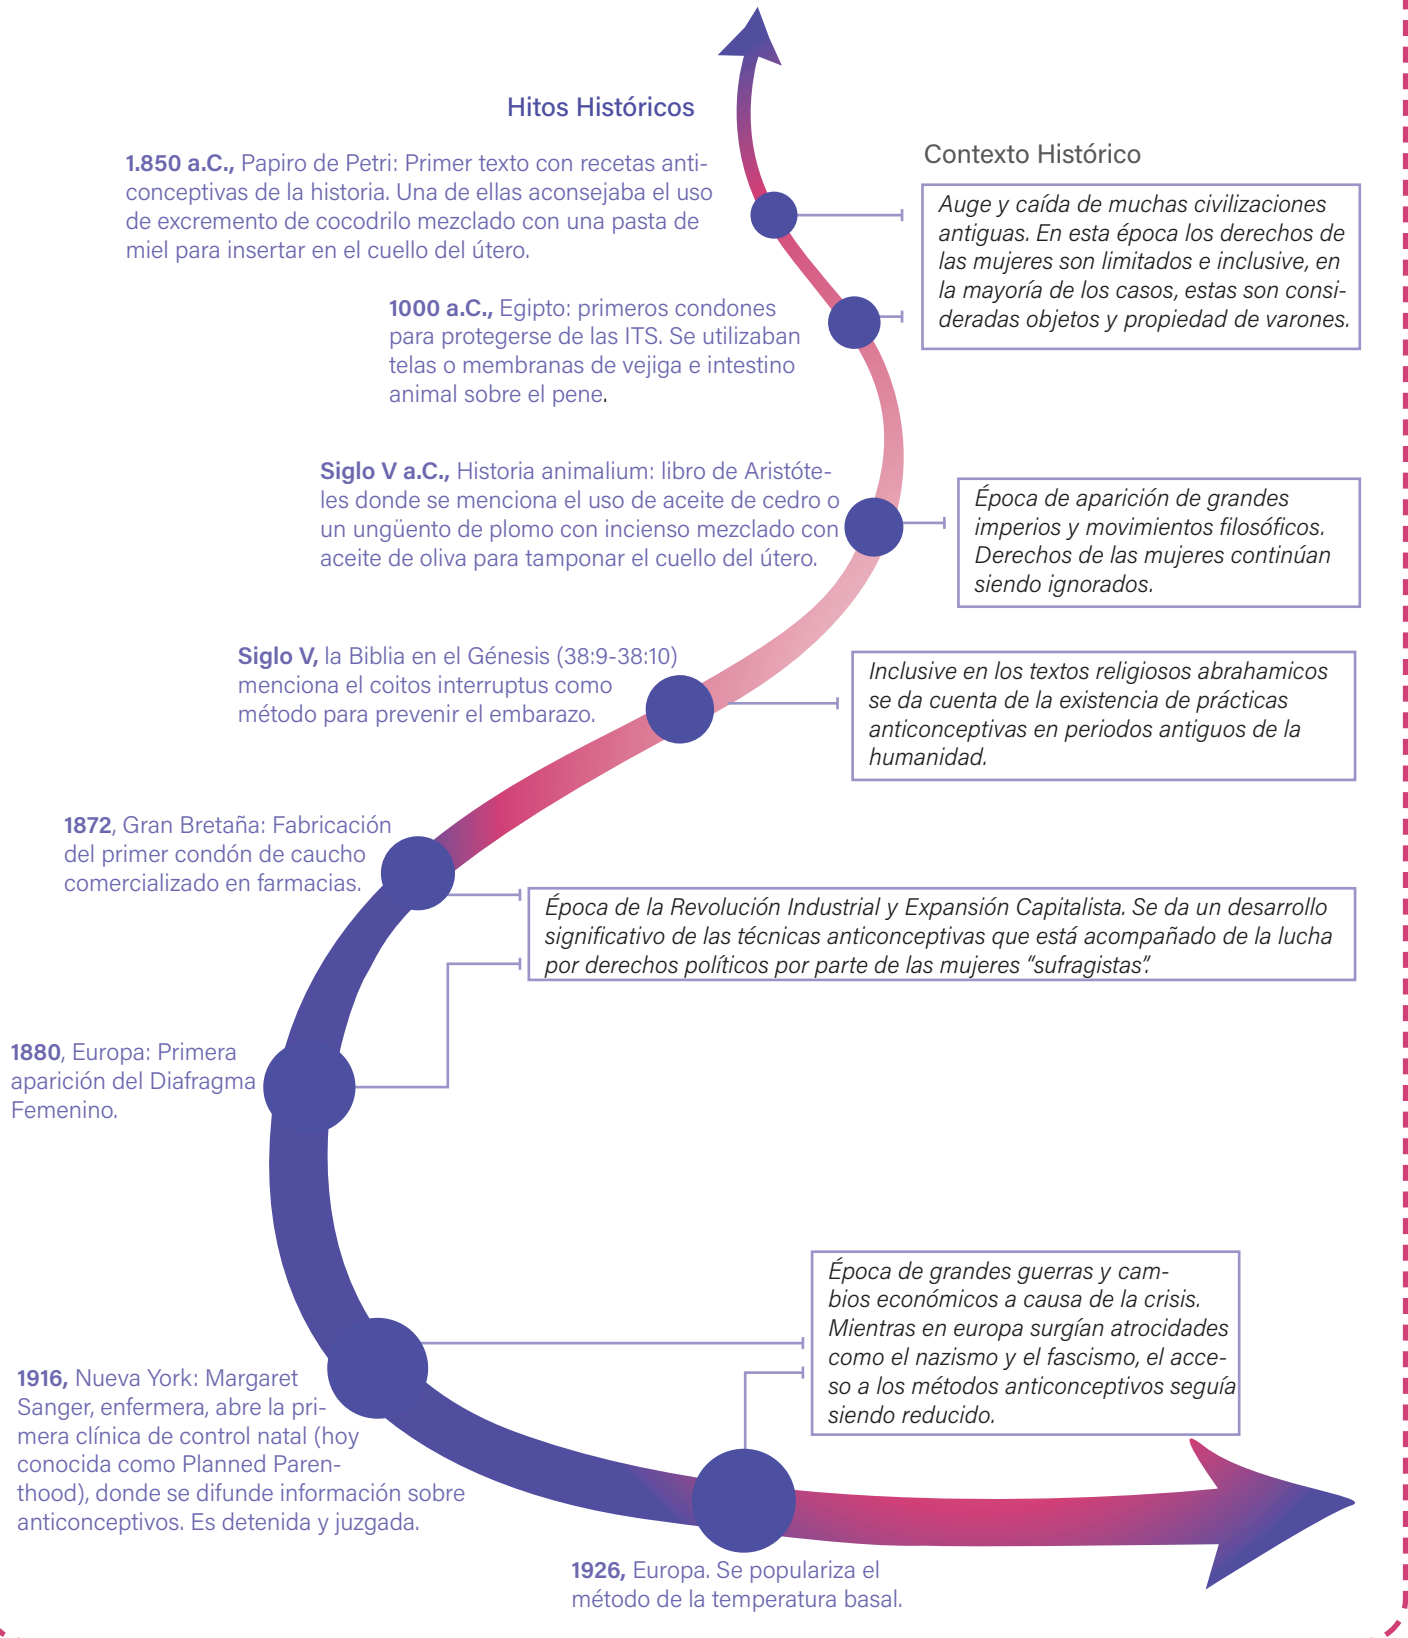 Hitos Históricos
1.850 a.C., Papiro de Petri: Primer texto con recetas anti-
conceptivas de la historia. Una de ellas aconsejaba el uso
de excremento de cocodrilo mezclado con una pasta de
miel para insertar en el cuello del útero.
Contexto Histórico
Auge y caída de muchas civilizaciones
antiguas. En esta época los derechos de
las mujeres son limitados e inclusive, en
la mayoría de los casos, estas son consi-
deradas objetos y propiedad de varones.
1000 a.C., Egipto: primeros condones
para protegerse de las ITS. Se utilizaban
telas o membranas de vejiga e intestino
animal sobre el pene.
Siglo V a.C., Historia animalium: libro de Aristóte-
les donde se menciona el uso de aceite de cedro o
un ungüento de plomo con incienso mezclado con
aceite de oliva para tamponar el cuello del útero.
Época de aparición de grandes
imperios y movimientos filosóficos.
Derechos de las mujeres continúan
siendo ignorados.
Siglo V, la Biblia en el Génesis (38:9-38:10)
menciona el coitos interruptus como
método para prevenir el embarazo.
Inclusive en los textos religiosos abrahamicos
se da cuenta de la existencia de prácticas
anticonceptivas en periodos antiguos de la
humanidad.
1872, Gran Bretaña: Fabricación
del primer condón de caucho
comercializado en farmacias.
Época de la Revolución Industrial y Expansión Capitalista. Se da un desarrollo
significativo de las técnicas anticonceptivas que está acompañado de la lucha
por derechos políticos por parte de las mujeres “sufragistas”.
1880, Europa: Primera
aparición del Diafragma
Femenino.
Época de grandes guerras y cam-
bios económicos a causa de la crisis.
Mientras en europa surgían atrocidades
como el nazismo y el fascismo, el acce-
so a los métodos anticonceptivos seguía
siendo reducido.
1916, Nueva York: Margaret
Sanger, enfermera, abre la pri-
mera clínica de control natal (hoy
conocida como Planned Paren-
thood), donde se difunde información sobre
anticonceptivos. Es detenida y juzgada.
1926, Europa. Se populariza el
método de la temperatura basal.